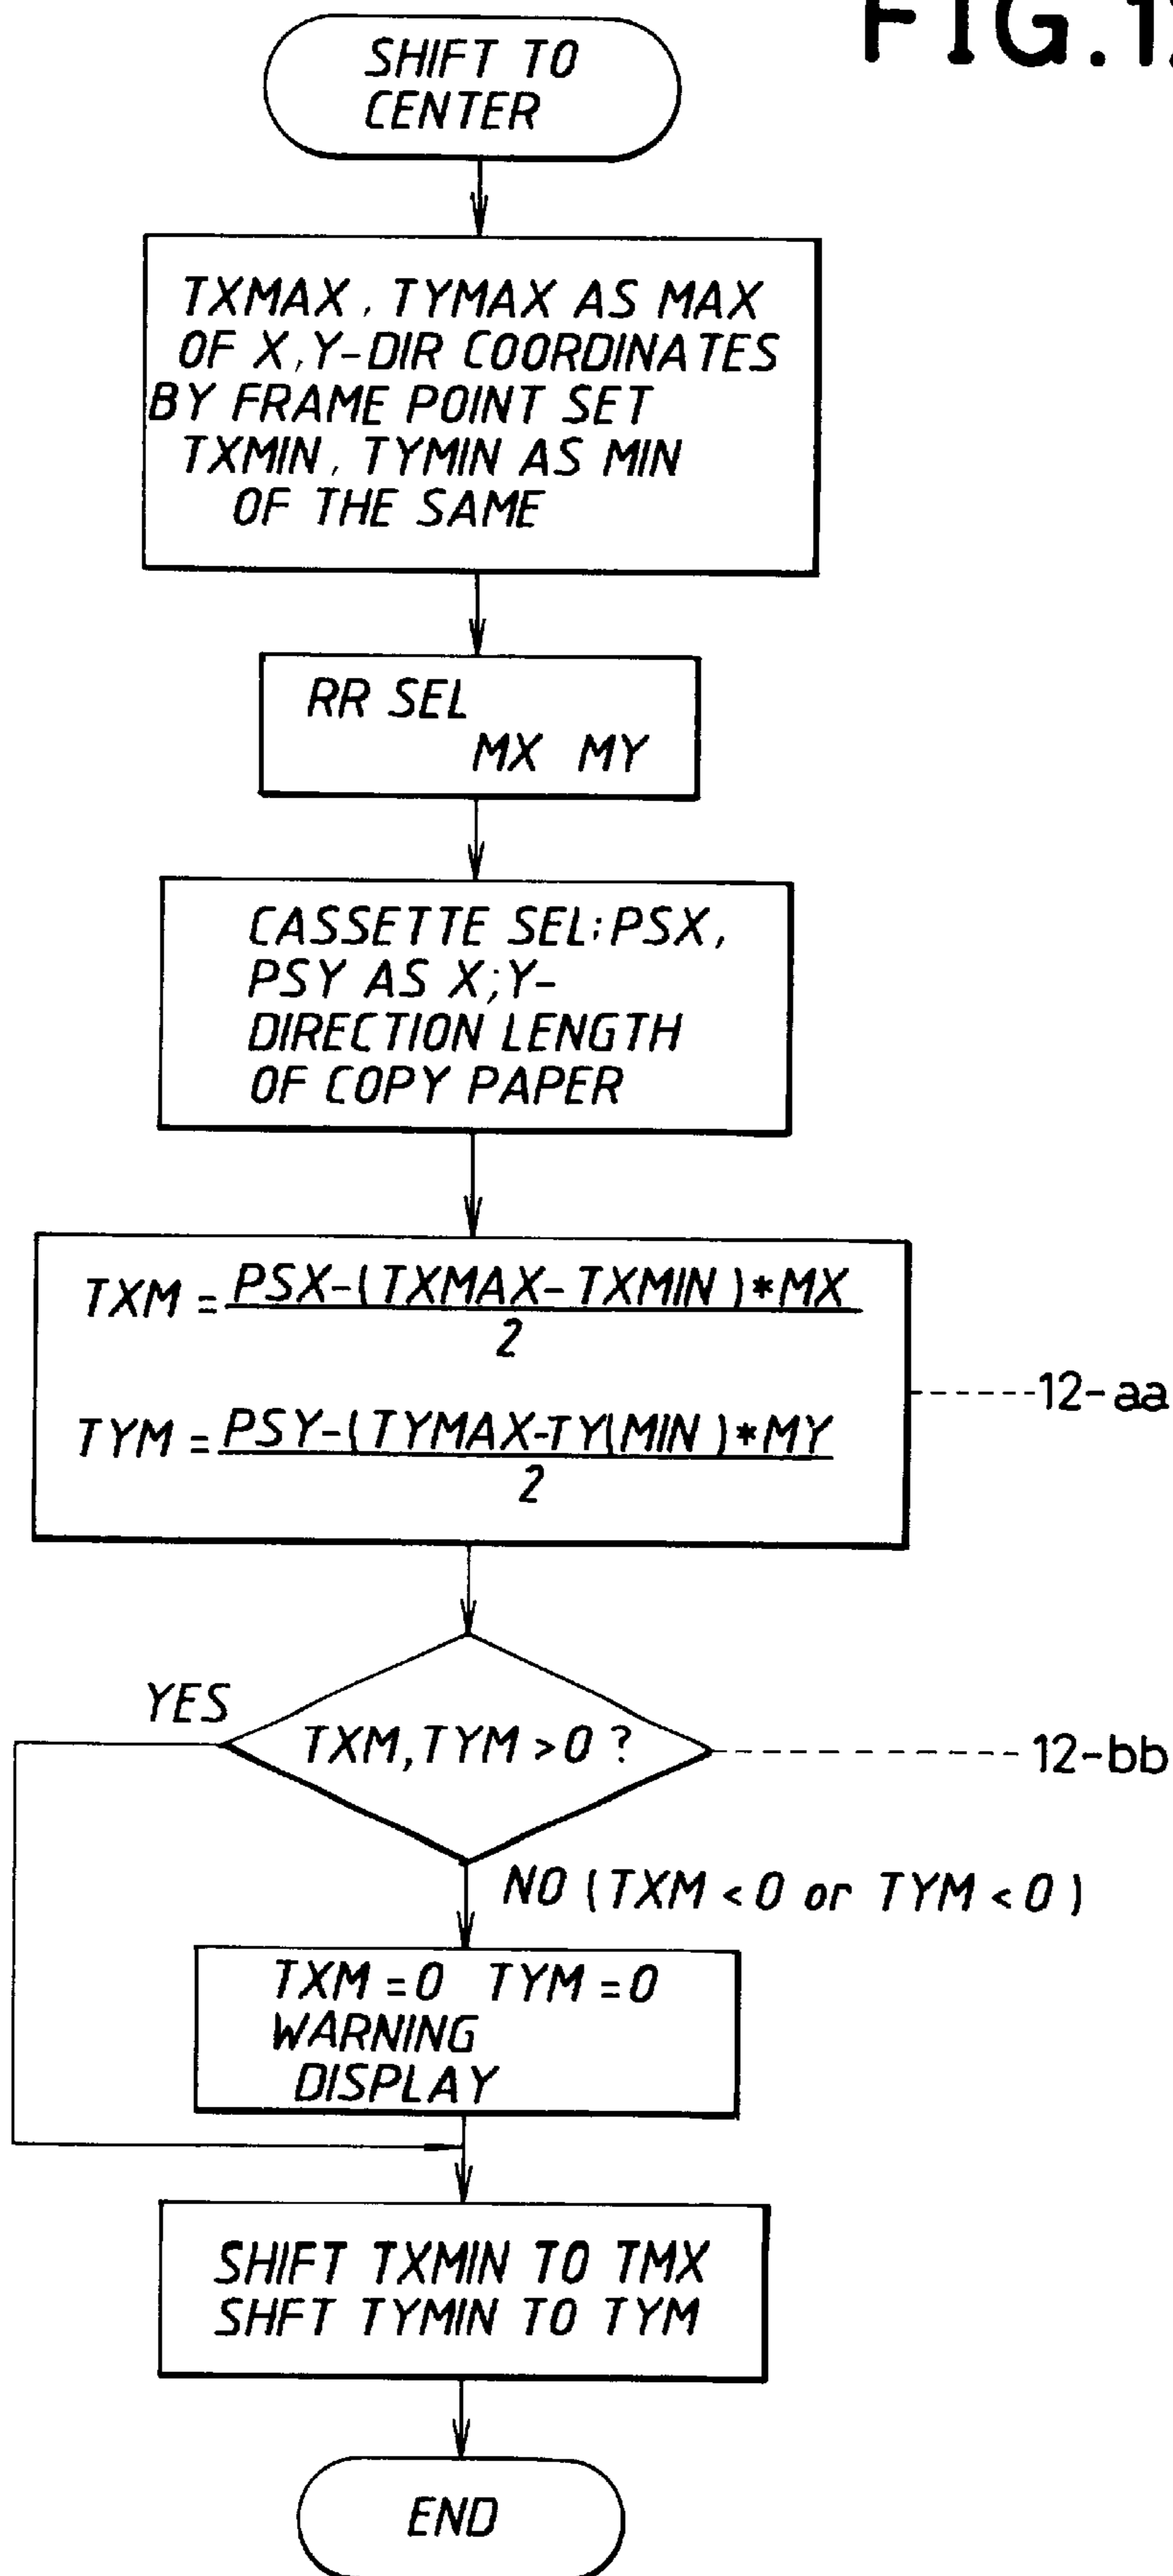 FIG.1
SHIFT TO
CENTER
TXMAX, TYMAX AS MAX
OF X,Y-DIR COORDINATES
BY FRAME POINT SET
TXMIN, TYMIN AS MIN
OF THE SAME
RR SEL
MX MY
CASSETTE SEL:PSX,
PSY AS X;Y-
DIRECTION LENGTH
OF COPY PAPER
TXM = PSX-(TXMAX-TXMIN)*MX
2
12-aa
TYM = PSY-(TYMAX-TY(MIN)*MY
2
YES
TXM,TYM >0 ?
12-bb
NO (TXM <0 or TYM <0)
TXM =0 TYM =0
WARNING
DISPLAY
SHIFT TXMIN TO TMX
SHFT TYMIN TO TYM
END